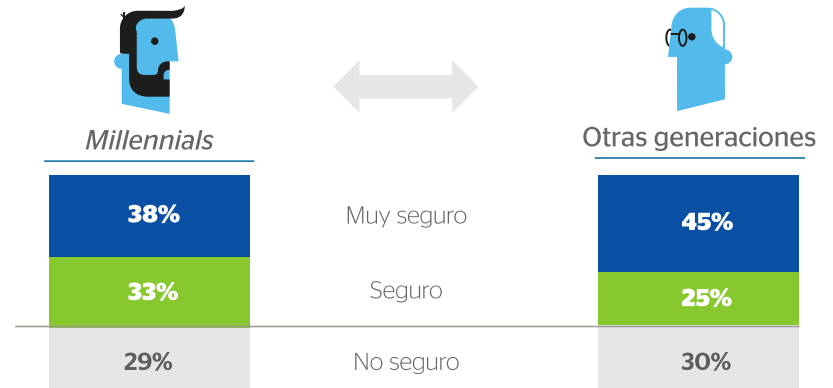 Millennials
Otras generaciones
38%
Muy seguro
45%
33%
Seguro
25%
29%
No seguro
30%